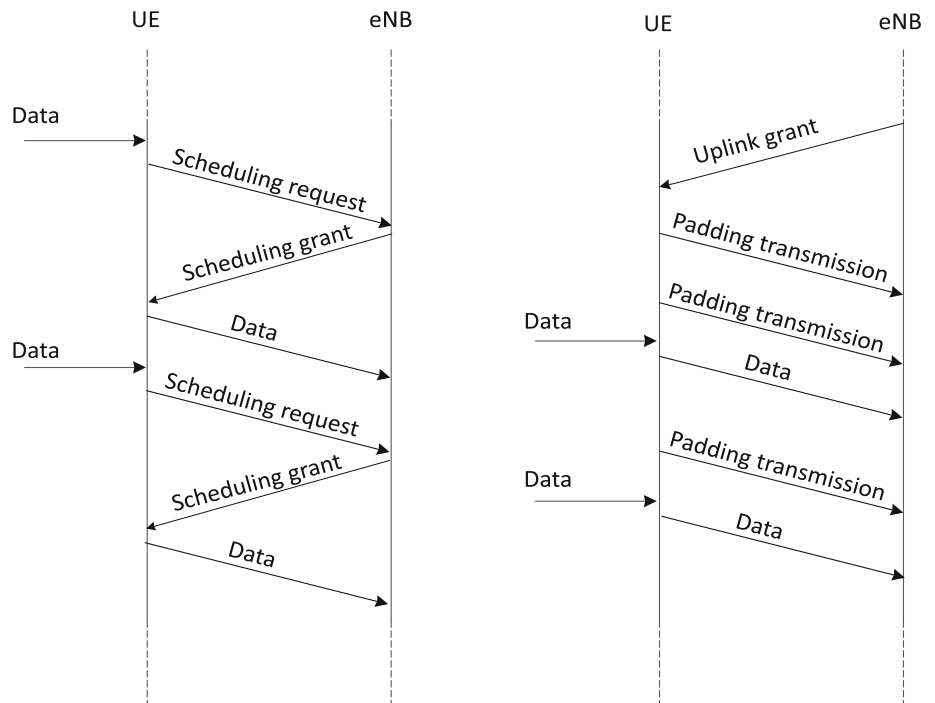 UE
eNB
Data
Scheduling request
Scheduling grant
Data
Data
Scheduling request
Scheduling grant
Data
UE
eNB
Uplink grant
Padding transmission
Padding transmission
Data
Data
Padding transmission
Data
Data